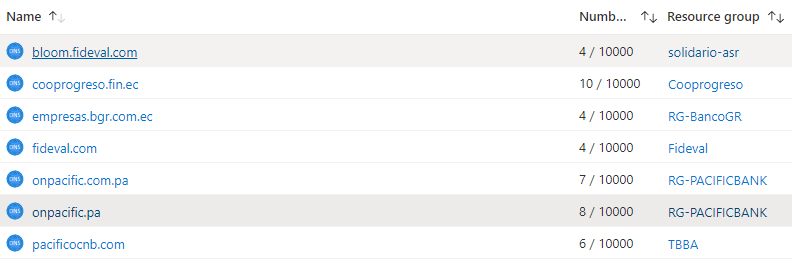 Name ↑↓ Numb... ↑↓ Resource group ↑↓
DNS bloom.fideval.com 4 / 10000 solidario-asr
DNS cooprogreso.fin.ec 10 / 10000 Cooprogreso
DNS empresas.bgr.com.ec 4 / 10000 RG-BancoGR
DNS fideval.com 4 / 10000 Fideval
DNS onpacific.com.pa 7 / 10000 RG-PACIFICBANK
DNS onpacific.pa 8 / 10000 RG-PACIFICBANK
DNS pacificocnb.com 6 / 10000 TBBA